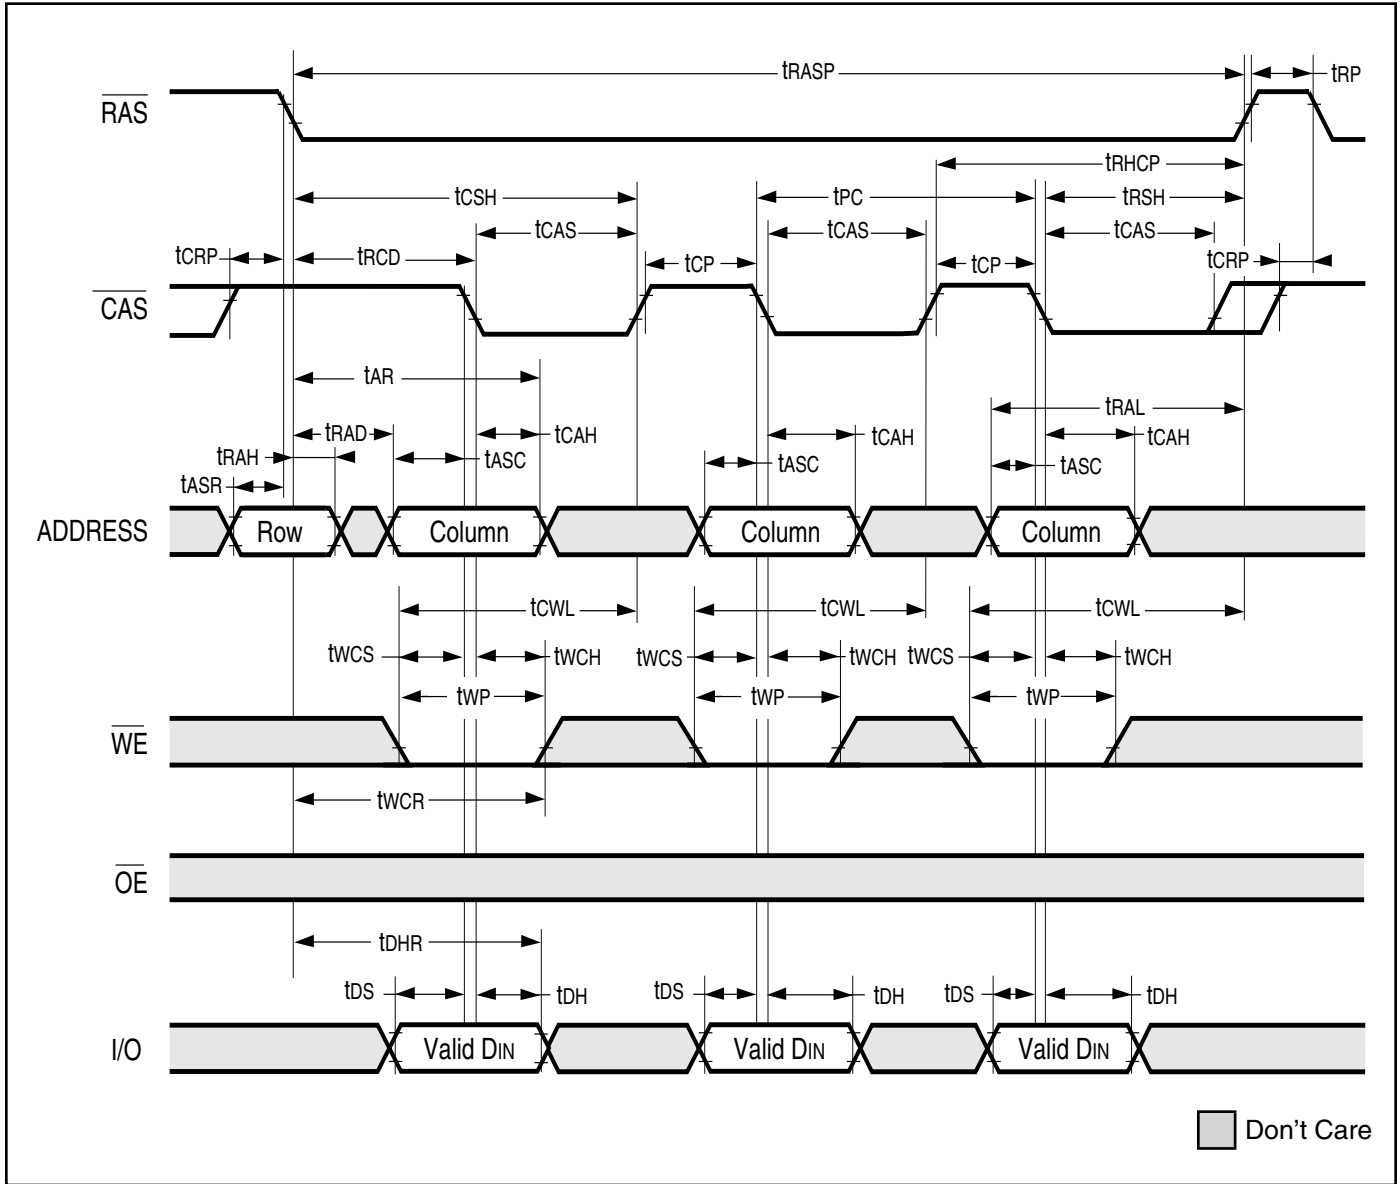 tRASP tRP
RAS
tRHCP
tCSH tPC tRSH
tCAS tCAS tCAS
tCRP tRCD tCP tCP tCRP
CAS
tAR
tRAL
tRAD tCAH tCAH tCAH
tRAH tASC tASC tASC
tASR
ADDRESS Row Column Column Column
tCWL tCWL tCWL
tWCS tWCH tWCS tWCH tWCS tWCH
tWP tWP tWP
WE
tWCR
OE
tDHR
tDS tDH tDS tDH tDS tDH
I/O Valid DIN Valid DIN Valid DIN
Don't Care